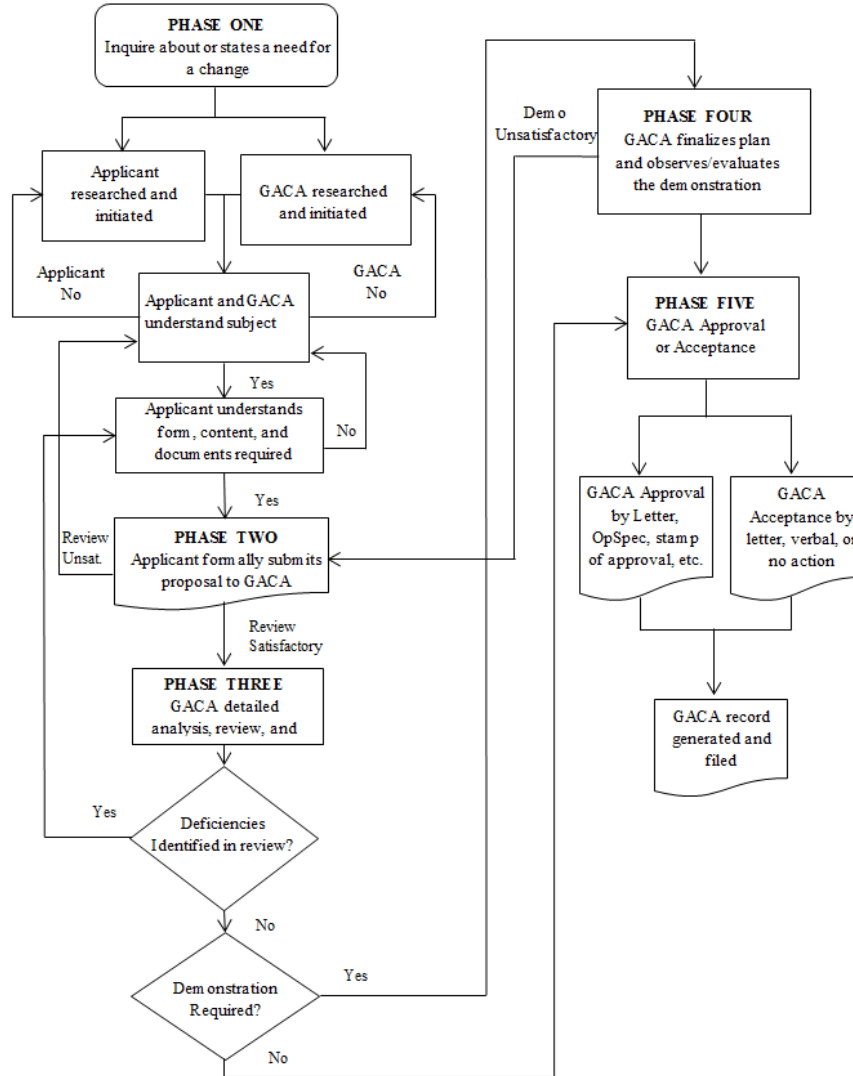 PHASE ONE
Inquire about or states a need for
a change
Applicant
researched and
initiated
GACA researched
and initiated
Applicant
No
GACA
No
Applicant and GACA
understand subject
Yes
Applicant understands
form, content, and
documents required
No
Yes
Review
Unsat.
PHASE TWO
Applicant formally submits
proposal to GACA
Review
Satisfactory
PHASE THREE
GACA detailed
analysis, review, and
Yes
Deficiencies
Identified in review?
No
Demonstration
Required?
Yes
No
Demo
Unsatisfactory
PHASE FOUR
GACA finalizes plan
and observes/evaluates
the demonstration
PHASE FIVE
GACA Approval
or Acceptance
GACA Approval
by Letter,
OpSpec, stamp
of approval, etc.
GACA
Acceptance by
letter, verbal, or
no action
GACA record
generated and
filed